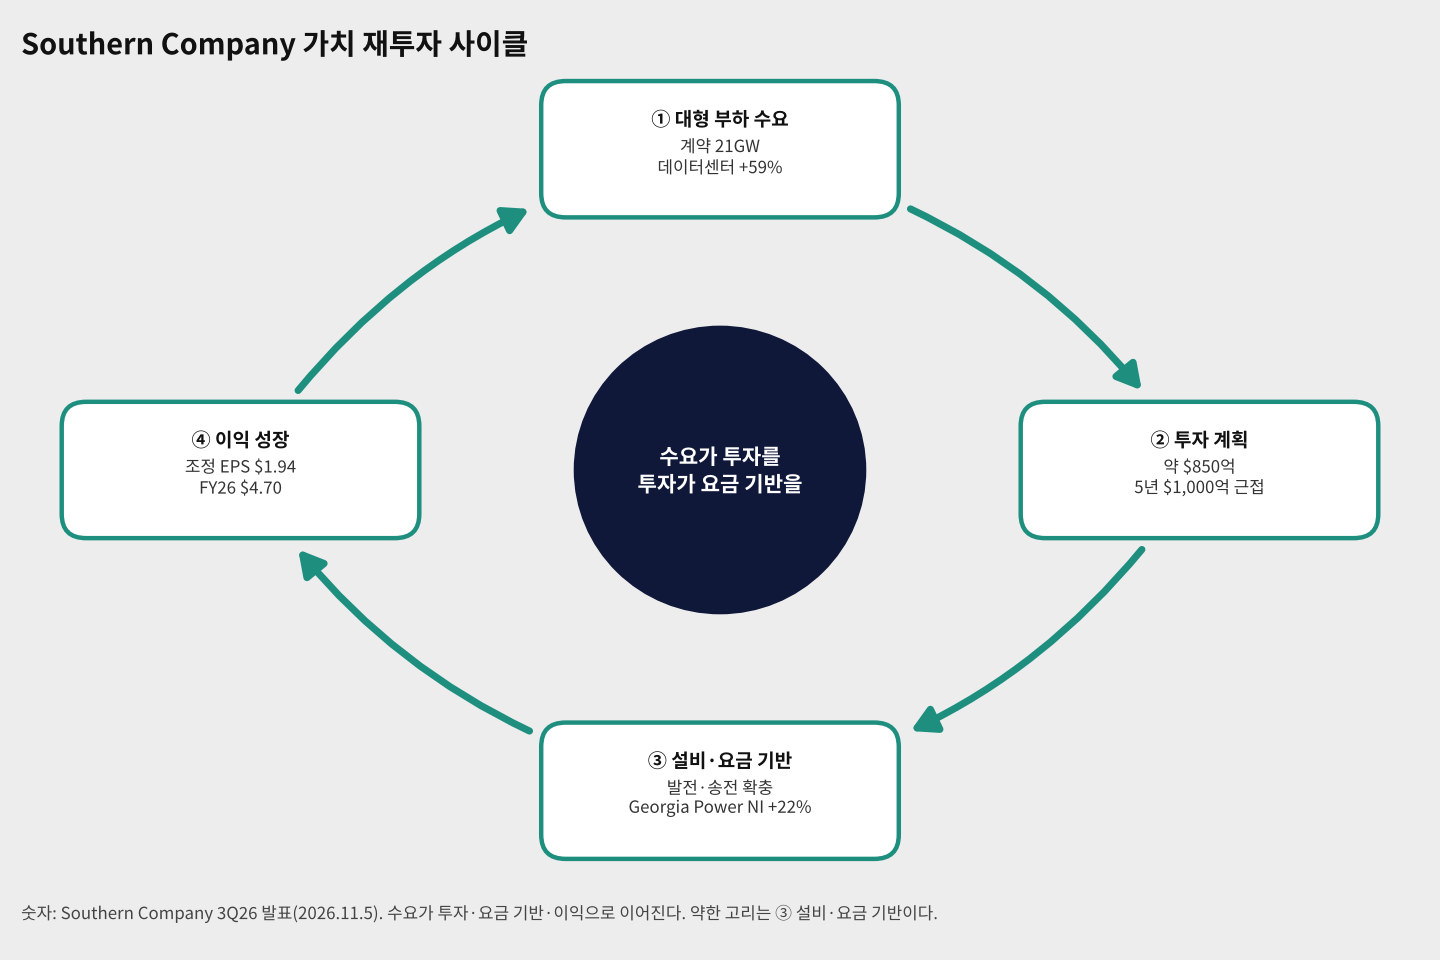 Southern Company 가치 재투자 사이클
① 대형 부하 수요
계약 21GW
데이터센터 +59%
④ 이익 성장
조정 EPS $1.94
FY26 $4.70
수요가 투자를
투자가 요금 기반을
② 투자 계획
약 $850억
5년 $1,000억 근접
③ 설비·요금 기반
발전·송전 확충
Georgia Power NI +22%
숫자: Southern Company 3Q26 발표(2026.11.5). 수요가 투자·요금 기반·이익으로 이어진다. 약한 고리는 ③ 설비·요금 기반이다.